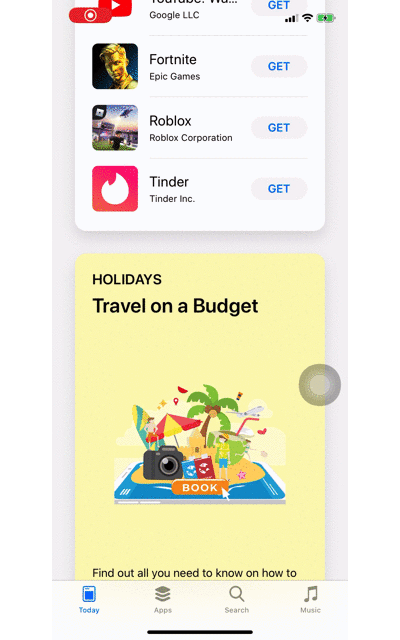 YouTube: Wa...
Google LLC
GET
Fortnite
Epic Games
GET
Roblox
Roblox Corporation
GET
Tinder
Tinder Inc.
GET
HOLIDAYS
Travel on a Budget
BOOK
Find out all you need to know on how to
Today
Apps
Search
Music